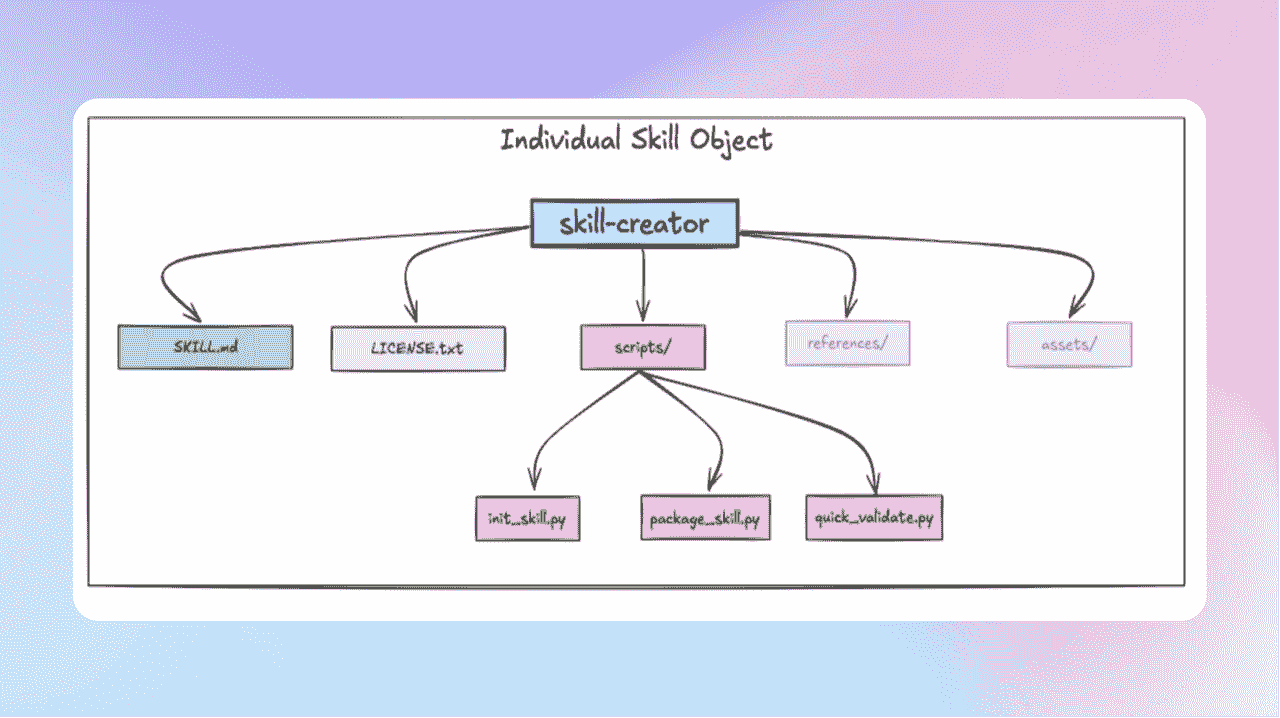 Individual Skill Object
skill-creator
SKILL.md
LICENSE.txt
scripts/
references/
assets/
init_skill.py
package_skill.py
quick_validate.py